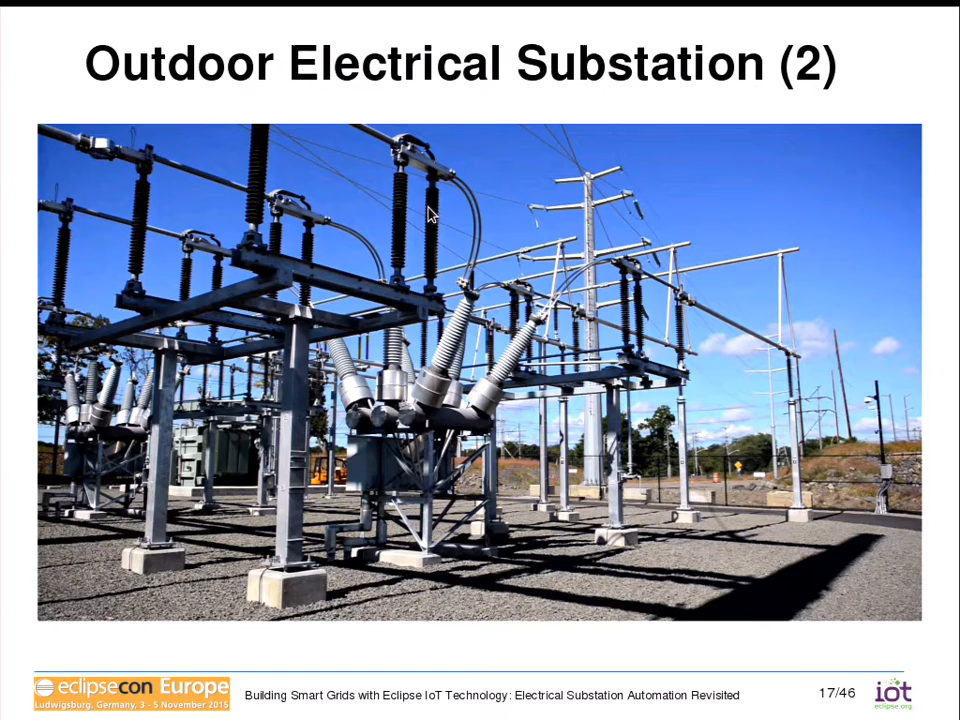 Outdoor Electrical Substation (2)
eclipsecon Europe
Ludwigsburg, Germany, 3 - 5 November 2015
Building Smart Grids with Eclipse IoT Technology: Electrical Substation Automation Revisited
17/46
iot
eclipse.org